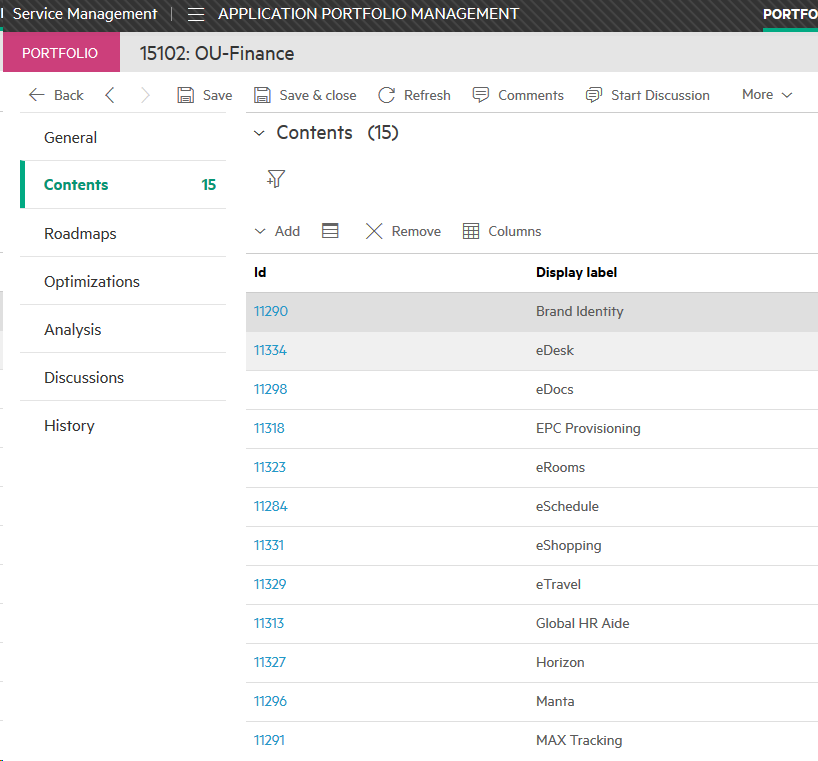 Service Management | APPLICATION PORTFOLIO MANAGEMENT PORTFO
PORTFOLIO 15102: OU-Finance
Back Save Save & close Refresh Comments Start Discussion More
General
Contents 15
Roadmaps
Optimizations
Analysis
Discussions
History
Contents (15)
Add Remove Columns
Id Display label
11290 Brand Identity
11334 eDesk
11298 eDocs
11318 EPC Provisioning
11323 eRooms
11284 eSchedule
11331 eShopping
11329 eTravel
11313 Global HR Aide
11327 Horizon
11296 Manta
11291 MAX Tracking